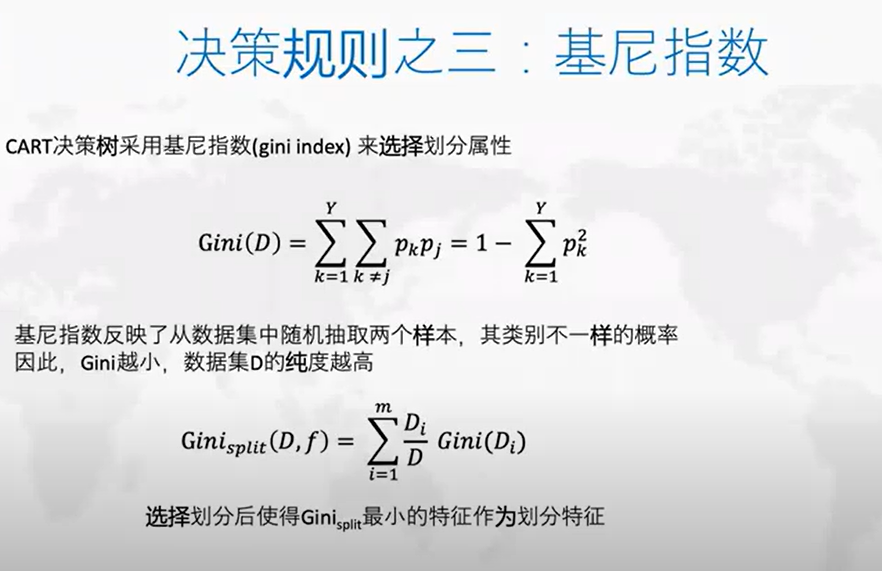 决策规则之三：基尼指数
CART决策树采用基尼指数(gini index) 来选择划分属性
Gini(D) = \sum_{k=1}^{Y} \sum_{k \neq j} p_k p_j = 1 - \sum_{k=1}^{Y} p_k^2
基尼指数反映了从数据集中随机抽取两个样本，其类别不一样的概率
因此，Gini越小，数据集D的纯度越高
Gini_{split}(D, f) = \sum_{i=1}^{m} \frac{D_i}{D} Gini(D_i)
选择划分后使得Gini_{split}最小的特征作为划分特征